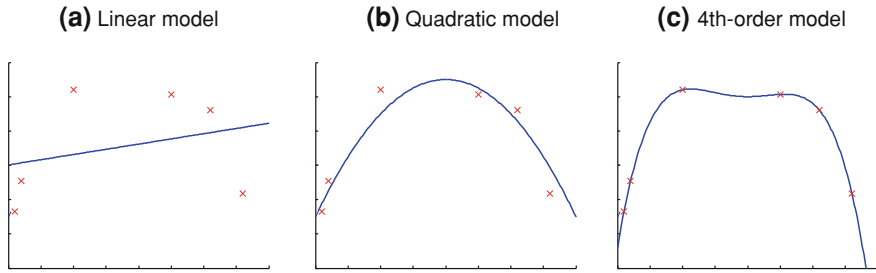 (a) Linear model
(b) Quadratic model
(c) 4th-order model